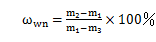 ω_wn = (m₂−m₁)/(m₁−m₃) × 100%